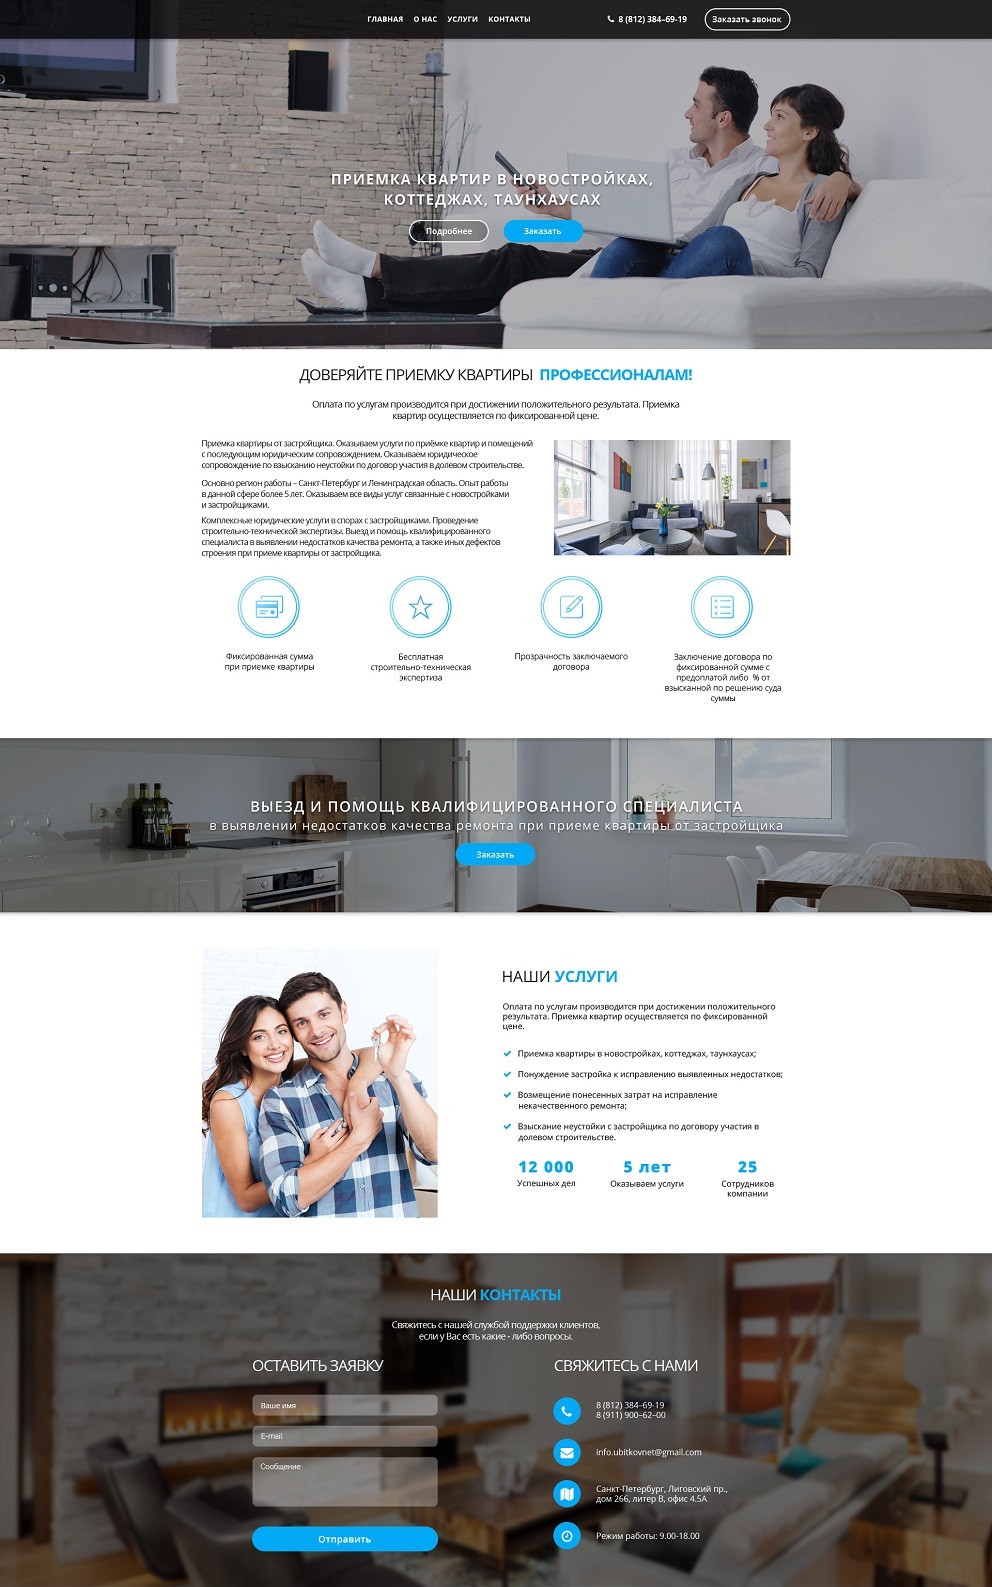 ГЛАВНАЯ О НАС УСЛУГИ КОНТАКТЫ 8 (812) 384–69-19 Заказать звонок
ПРИЕМКА КВАРТИР В НОВОСТРОЙКАХ,
КОТТЕДЖАХ, ТАУНХАУСАХ
Подробнее Заказать
ДОВЕРЯЙТЕ ПРИЕМКУ КВАРТИРЫ ПРОФЕССИОНАЛАМ!
Оплата по услугам производится при достижении положительного результата. Приемка
квартир осуществляется по фиксированной цене.
Приемка квартиры от застройщика. Оказываем услуги по приёмке квартир и помещений
с последующим юридическим сопровождением. Оказываем юридическое
сопровождение по взысканию неустойки по договор участия в долевом строительстве.
Основно регион работы – Санкт-Петербург и Ленинградская область. Опыт работы
в данной сфере более 5 лет. Оказываем все виды услуг связанные с новостройками
и застройщиками.
Комплексные юридические услуги в спорах с застройщиками. Проведение
строительно-технической экспертизы. Выезд и помощь квалифицированного
специалиста в выявлении недостатков качества ремонта, а также иных дефектов
строения при приеме квартиры от застройщика.
Фиксированная сумма
при приемке квартиры
Бесплатная
строительно-техническая
экспертиза
Прозрачность заключаемого
договора
Заключение договора по
фиксированной сумме с
предоплатой либо % от
взысканной по решению суда
суммы
ВЫЕЗД И ПОМОЩЬ КВАЛИФИЦИРОВАННОГО СПЕЦИАЛИСТА
в выявлении недостатков качества ремонта при приеме квартиры от застройщика
Заказать
НАШИ УСЛУГИ
Оплата по услугам производится при достижении положительного
результата. Приемка квартир осуществляется по фиксированной
цене.
Приемка квартиры в новостройках, коттеджах, таунхаусах;
Понуждение застройка к исправлению выявленных недостатков;
Возмещение понесенных затрат на исправление
некачественного ремонта;
Взыскание неустойки с застройщика по договору участия в
долевом строительстве.
12 000 5 лет 25
Успешных дел Оказываем услуги Сотрудников
компании
НАШИ КОНТАКТЫ
Свяжитесь с нашей службой поддержки клиентов,
если у Вас есть какие - либо вопросы.
ОСТАВИТЬ ЗАЯВКУ
Ваше имя
E-mail
Сообщение
Отправить
СВЯЖИТЕСЬ С НАМИ
8 (812) 384–69-19
8 (911) 900–62–00
info.ubitkovnet@gmail.com
Санкт-Петербург, Лиговский пр.,
дом 266, литер В, офис 4.5А
Режим работы: 9.00-18.00